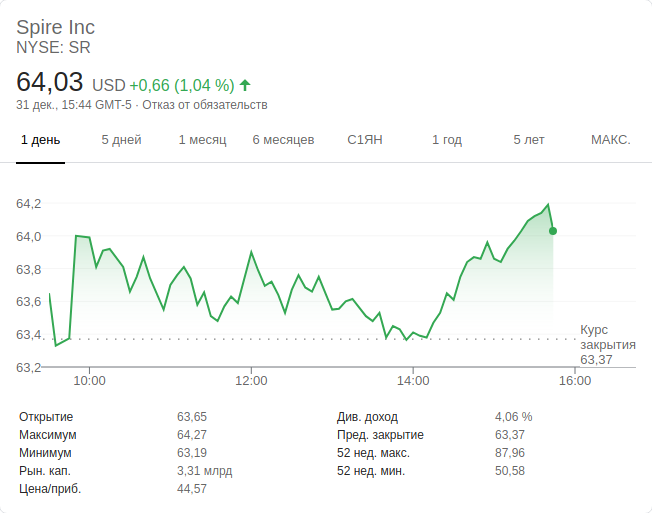 Spire Inc
NYSE: SR
64,03 USD +0,66 (1,04 %)
31 дек., 15:44 GMT-5 · Отказ от обязательств
1 день 5 дней 1 месяц 6 месяцев С1ЯН 1 год 5 лет МАКС.
64,2
64,0
63,8
63,6
63,4
63,2
Курс
закрытия
63,37
10:00 12:00 14:00 16:00
Открытие 63,65 Див. доход 4,06 %
Максимум 64,27 Пред. закрытие 63,37
Минимум 63,19 52 нед. макс. 87,96
Рын. кап. 3,31 млрд 52 нед. мин. 50,58
Цена/приб. 44,57